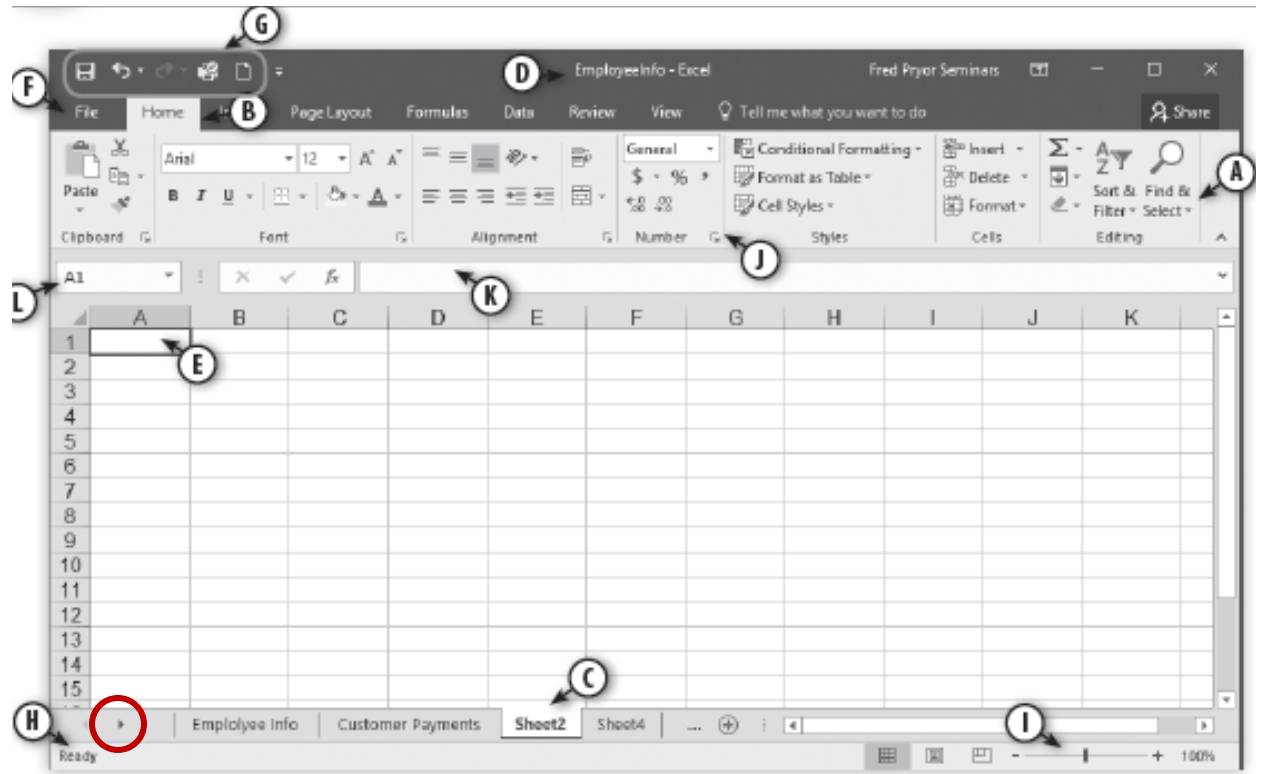 G
D EmployeeInfo - Excel Fred Pryor Seminars
F
File Home B Page Layout Formulas Data Review View Tell me what you want to do Share
Arial 12 General Conditional Formatting Insert
Paste B I U $ % , Format as Table Delete Sort & Find & A
Cell Styles Format Filter Select
Clipboard Font Alignment Number Styles Cells Editing
J
L A1 fx K
A B C D E F G H I J K
1 E
2
3
4
5
6
7
8
9
10
11
12
13
14
15 C
H Emplolyee Info Customer Payments Sheet2 Sheet4 ... I
Ready - + 100%